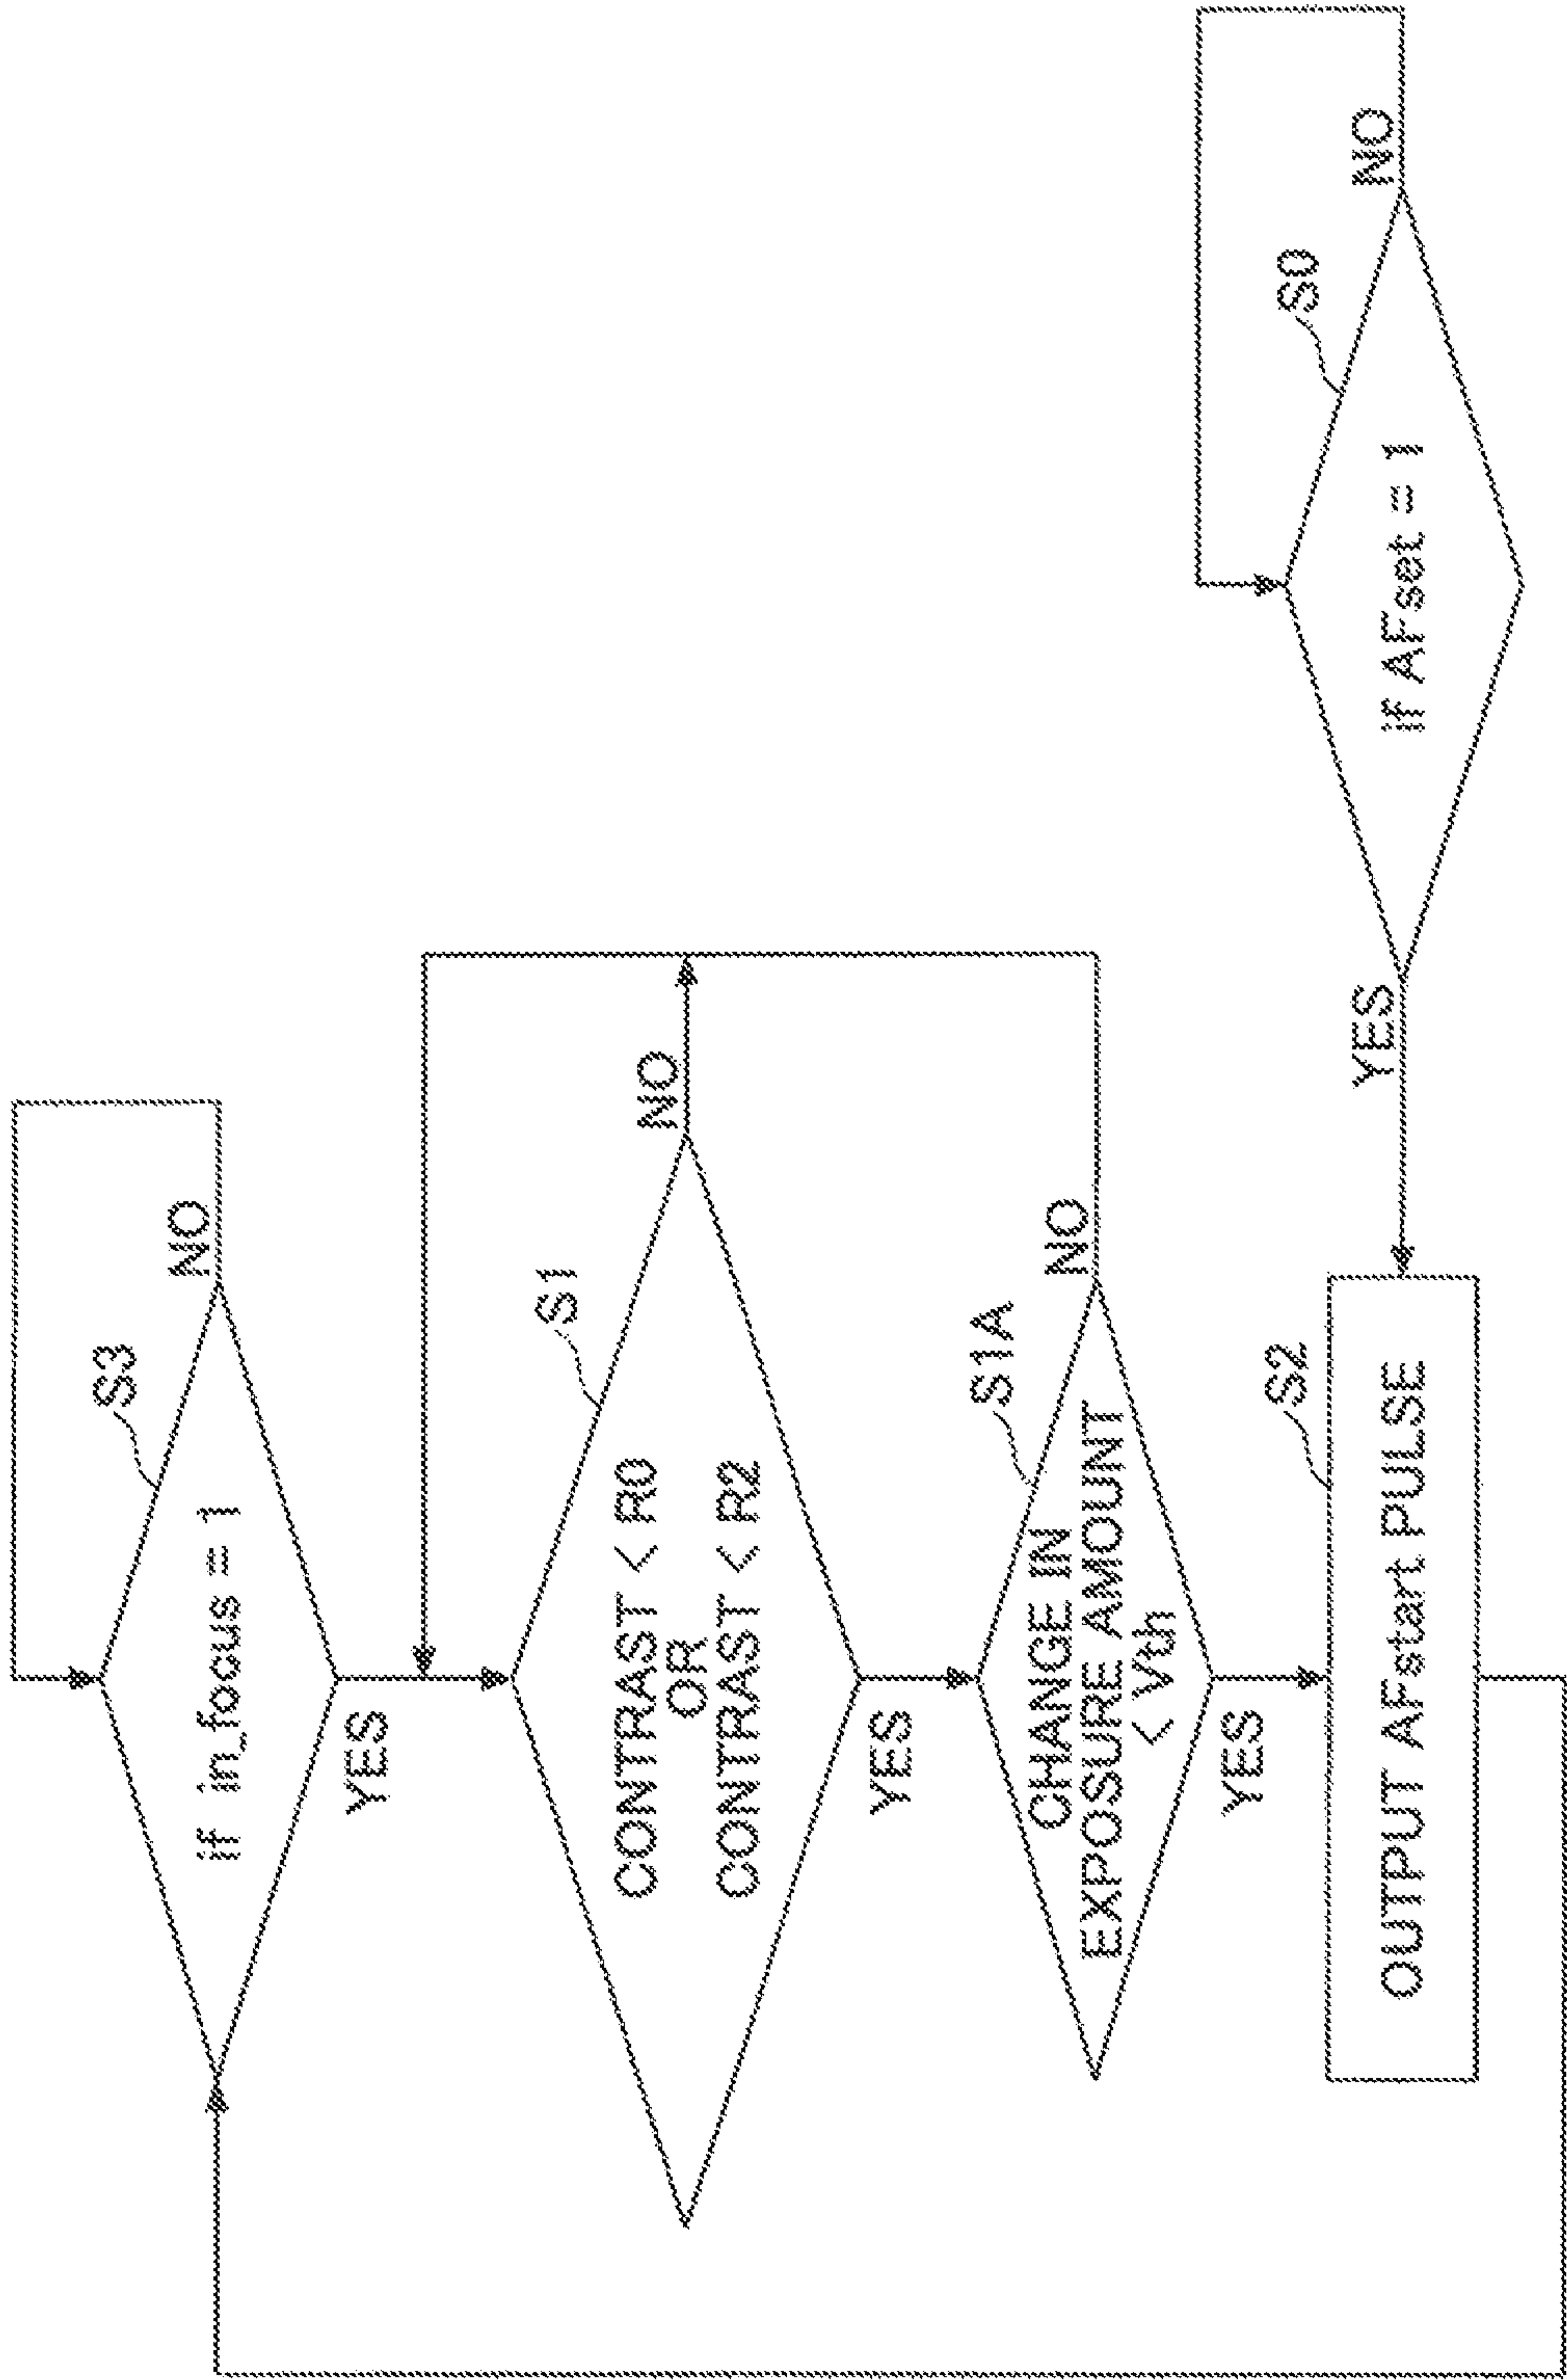 S3
if in_focus = 1
NO
YES
S1
CONTRAST < R0
OR
CONTRAST < R2
NO
YES
S1A
CHANGE IN
EXPOSURE AMOUNT
< Vth
NO
YES
S2
OUTPUT AFstart PULSE
S0
if AFset = 1
NO
YES